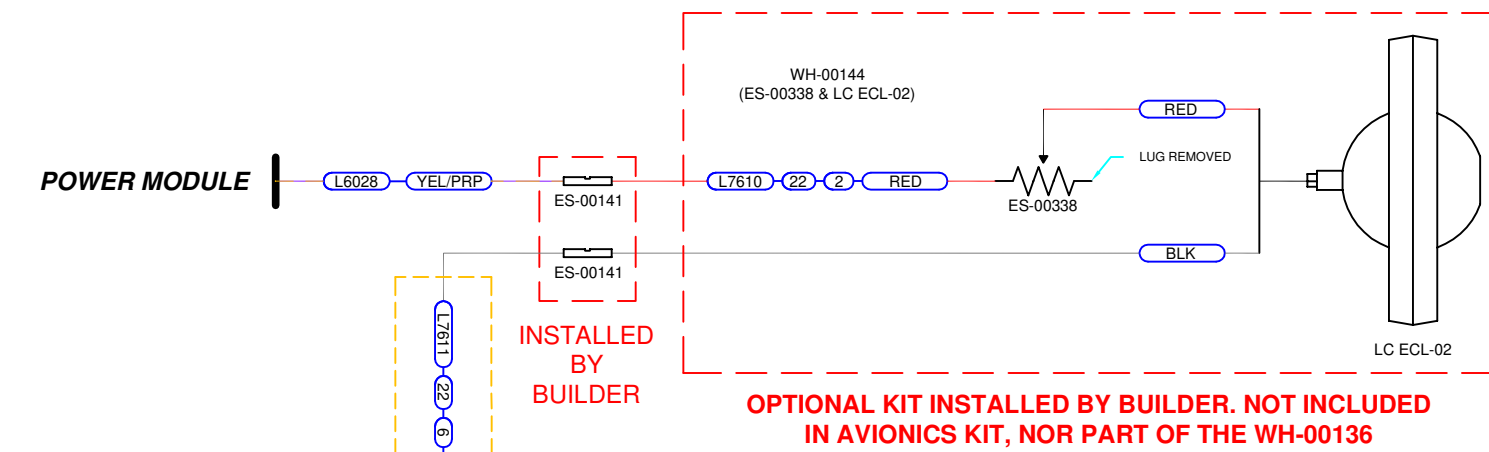 WH-00144
(ES-00338 & LC ECL-02)
RED
LUG REMOVED
POWER MODULE
L6028
YEL/PRP
ES-00141
L7610
22
2
RED
ES-00338
ES-00141
BLK
L7611
22
6
INSTALLED
BY
BUILDER
LC ECL-02
OPTIONAL KIT INSTALLED BY BUILDER. NOT INCLUDED
IN AVIONICS KIT, NOR PART OF THE WH-00136